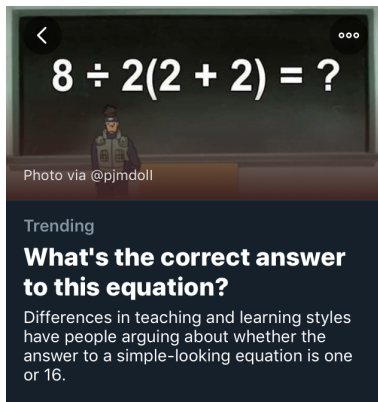 8 ÷ 2(2 + 2) = ?
Photo via @pjmdoll
Trending
What's the correct answer
to this equation?
Differences in teaching and learning styles
have people arguing about whether the
answer to a simple-looking equation is one
or 16.